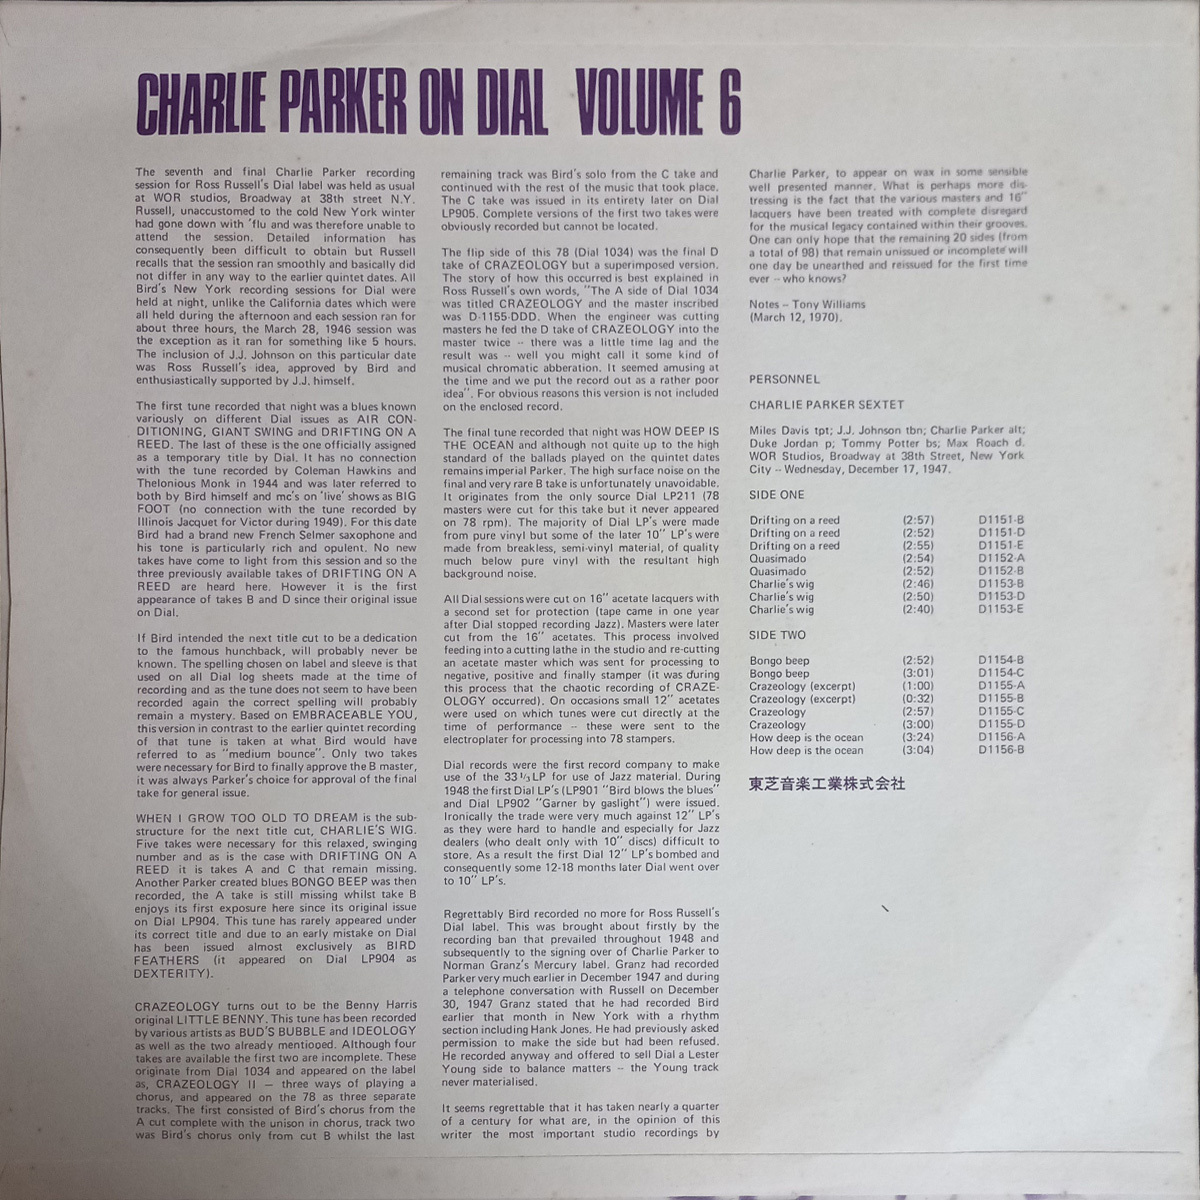 CHARLIE PARKER ON DIAL VOLUME 6
The seventh and final Charlie Parker recording
session for Ross Russell's Dial label was held as usual
at WOR studios, Broadway at 38th street N.Y.
Russell, unaccustomed to the cold New York winter
had gone down with 'flu and was therefore unable to
attend the session. Detailed information has
consequently been difficult to obtain but Russell
recalls that the session ran smoothly and basically did
not differ in any way to the earlier quintet dates. All
Bird's New York recording sessions for Dial were
held at night, unlike the California dates which were
all held during the afternoon and each session ran for
about three hours, the March 28, 1946 session was
the exception as it ran for something like 5 hours.
The inclusion of J.J. Johnson on this particular date
was Ross Russell's idea, approved by Bird and
enthusiastically supported by J.J. himself.
The first tune recorded that night was a blues known
variously on different Dial issues as AIR CON-
DITIONING, GIANT SWING and DRIFTING ON A
REED. The last of these is the one officially assigned
as a temporary title by Dial. It has no connection
with the tune recorded by Coleman Hawkins and
Thelonious Monk in 1944 and was later referred to
both by Bird himself and mc's on 'live' shows as BIG
FOOT (no connection with the tune recorded by
Illinois Jacquet for Victor during 1949). For this date
Bird had a brand new French Selmer saxophone and
his tone is particularly rich and opulent. No new
takes have come to light from this session and so the
three previously available takes of DRIFTING ON A
REED are heard here. However it is the first
appearance of takes B and D since their original issue
on Dial.
If Bird intended the next title cut to be a dedication
to the famous hunchback, will probably never be
known. The spelling chosen on label and sleeve is that
used on all Dial log sheets made at the time of
recording and as the tune does not seem to have been
recorded again the correct spelling will probably
remain a mystery. Based on EMBRACEABLE YOU,
this version in contrast to the earlier quintet recording
of that tune is taken at what Bird would have
referred to as "medium bounce". Only two takes
were necessary for Bird to finally approve the B master,
it was always Parker's choice for approval of the final
take for general issue.
WHEN I GROW TOO OLD TO DREAM is the sub-
structure for the next title cut, CHARLIE'S WIG.
Five takes were necessary for this relaxed, swinging
number and as is the case with DRIFTING ON A
REED it is takes A and C that remain missing.
Another Parker created blues BONGO BEEP was then
recorded, the A take is still missing whilst take B
enjoys its first exposure here since its original issue
on Dial LP904. This tune has rarely appeared under
its correct title and due to an early mistake on Dial
has been issued almost exclusively as BIRD
FEATHERS (it appeared on Dial LP904 as
DEXTERITY).
CRAZEOLOGY turns out to be the Benny Harris
original LITTLE BENNY. This tune has been recorded
by various artists as BUD'S BUBBLE and IDEOLOGY
as well as the two already mentioned. Although four
takes are available the first two are incomplete. These
originate from Dial 1034 and appeared on the label
as, CRAZEOLOGY II – three ways of playing a
chorus, and appeared on the 78 as three separate
tracks. The first consisted of Bird's chorus from the
A cut complete with the unison in chorus, track two
was Bird's chorus only from cut B whilst the last
remaining track was Bird's solo from the C take and
continued with the rest of the music that took place.
The C take was issued in its entirety later on Dial
LP905. Complete versions of the first two takes were
obviously recorded but cannot be located.
The flip side of this 78 (Dial 1034) was the final D
take of CRAZEOLOGY but a superimposed version.
The story of how this occurred is best explained in
Ross Russell's own words, "The A side of Dial 1034
was titled CRAZEOLOGY and the master inscribed
was D-1155-DDD. When the engineer was cutting
masters he fed the D take of CRAZEOLOGY into the
master twice -- there was a little time lag and the
result was -- well you might call it some kind of
musical chromatic abberation. It seemed amusing at
the time and we put the record out as a rather poor
idea". For obvious reasons this version is not included
on the enclosed record.
The final tune recorded that night was HOW DEEP IS
THE OCEAN and although not quite up to the high
standard of the ballads played on the quintet dates
remains imperial Parker. The high surface noise on the
final and very rare B take is unfortunately unavoidable.
It originates from the only source Dial LP211 (78
masters were cut for this take but it never appeared
on 78 rpm). The majority of Dial LP's were made
from pure vinyl but some of the later 10" LP's were
made from breakless, semi-vinyl material, of quality
much below pure vinyl with the resultant high
background noise.
All Dial sessions were cut on 16" acetate lacquers with
a second set for protection (tape came in one year
after Dial stopped recording Jazz). Masters were later
cut from the 16" acetates. This process involved
feeding into a cutting lathe in the studio and re-cutting
an acetate master which was sent for processing to
negative, positive and finally stamper (it was during
this process that the chaotic recording of CRAZE-
OLOGY occurred). On occasions small 12" acetates
were used on which tunes were cut directly at the
time of performance -- these were sent to the
electroplater for processing into 78 stampers.
Dial records were the first record company to make
use of the 33⅓ LP for use of Jazz material. During
1948 the first Dial LP's (LP901 "Bird blows the blues"
and Dial LP902 "Garner by gaslight") were issued.
Ironically the trade were very much against 12" LP's
as they were hard to handle and especially for Jazz
dealers (who dealt only with 10" discs) difficult to
store. As a result the first Dial 12" LP's bombed and
consequently some 12-18 months later Dial went over
to 10" LP's.
Regrettably Bird recorded no more for Ross Russell's
Dial label. This was brought about firstly by the
recording ban that prevailed throughout 1948 and
subsequently to the signing over of Charlie Parker to
Norman Granz's Mercury label. Granz had recorded
Parker very much earlier in December 1947 and during
a telephone conversation with Russell on December
30, 1947 Granz stated that he had recorded Bird
earlier that month in New York with a rhythm
section including Hank Jones. He had previously asked
permission to make the side but had been refused.
He recorded anyway and offered to sell Dial a Lester
Young side to balance matters -- the Young track
never materialised.
It seems regrettable that it has taken nearly a quarter
of a century for what are, in the opinion of this
writer the most important studio recordings by
Charlie Parker, to appear on wax in some sensible
well presented manner. What is perhaps more dis-
tressing is the fact that the various masters and 16"
lacquers have been treated with complete disregard
for the musical legacy contained within their grooves.
One can only hope that the remaining 20 sides (from
a total of 98) that remain unissued or incomplete will
one day be unearthed and reissued for the first time
ever -- who knows?
Notes – Tony Williams
(March 12, 1970).
PERSONNEL
CHARLIE PARKER SEXTET
Miles Davis tpt; J.J. Johnson tbn; Charlie Parker alt;
Duke Jordan p; Tommy Potter bs; Max Roach d.
WOR Studios, Broadway at 38th Street, New York
City -- Wednesday, December 17, 1947.
SIDE ONE
Drifting on a reed (2:57) D1151-B
Drifting on a reed (2:52) D1151-D
Drifting on a reed (2:55) D1151-E
Quasimado (2:54) D1152-A
Quasimado (2:52) D1152-B
Charlie's wig (2:46) D1153-B
Charlie's wig (2:50) D1153-D
Charlie's wig (2:40) D1153-E
SIDE TWO
Bongo beep (2:52) D1154-B
Bongo beep (3:01) D1154-C
Crazeology (excerpt) (1:00) D1155-A
Crazeology (excerpt) (0:32) D1155-B
Crazeology (2:57) D1155-C
Crazeology (3:00) D1155-D
How deep is the ocean (3:24) D1156-A
How deep is the ocean (3:04) D1156-B
東芝音楽工業株式会社